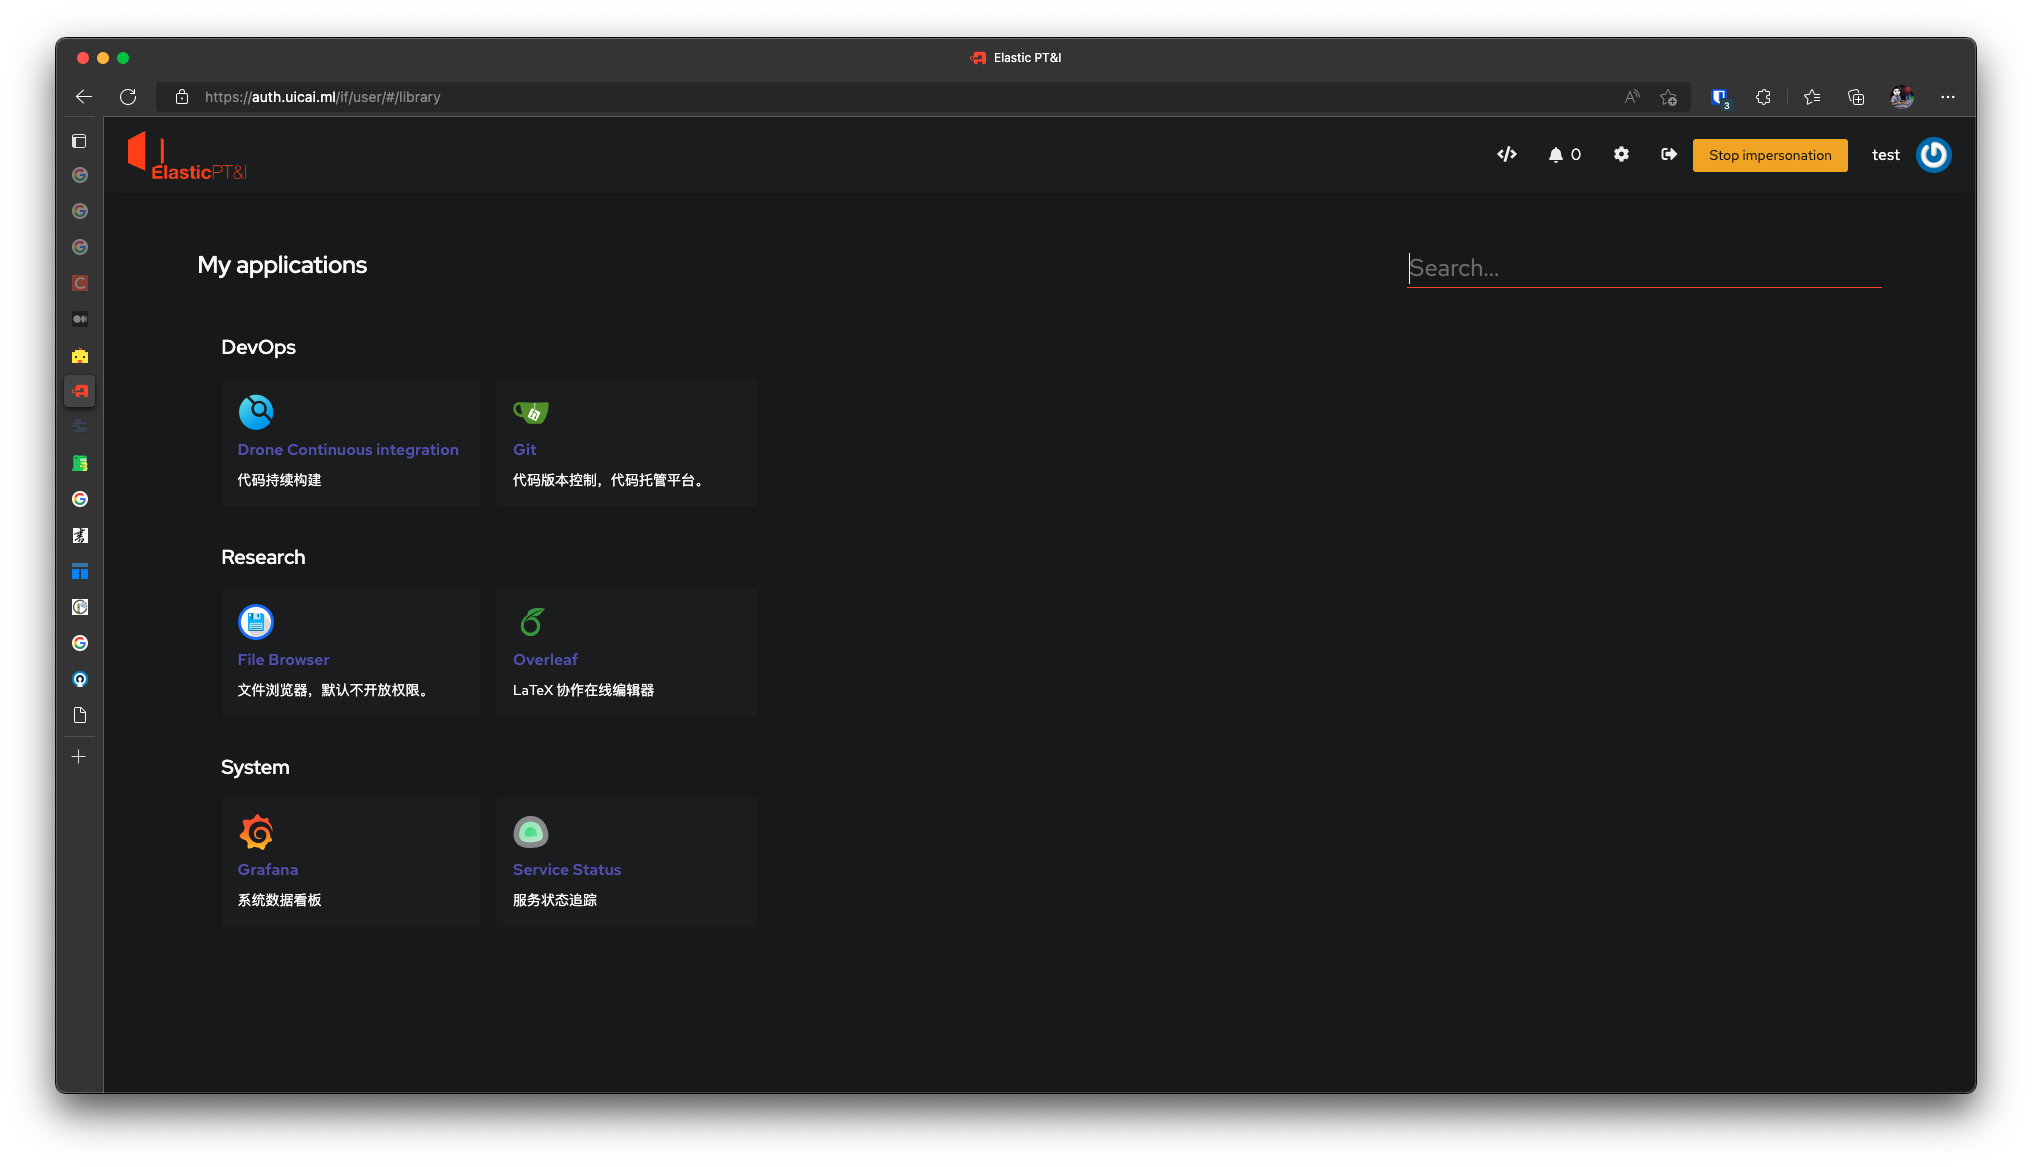 Elastic PT&I
https://auth.uicai.ml/if/user/#/library
3
ElasticPT&I
0
Stop impersonation
test
My applications
Search...
DevOps
Drone Continuous integration
代码持续构建
Git
代码版本控制，代码托管平台。
Research
File Browser
文件浏览器，默认不开放权限。
Overleaf
LaTeX 协作在线编辑器
System
Grafana
系统数据看板
Service Status
服务状态追踪